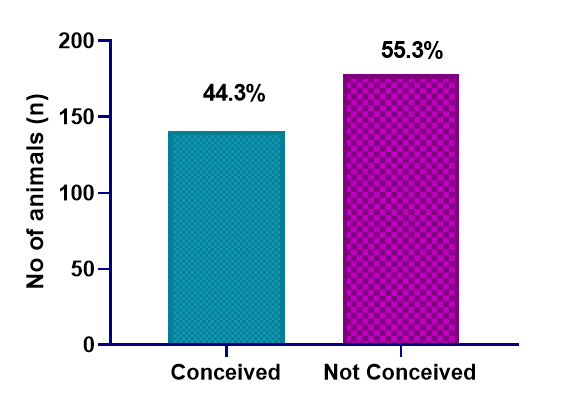 No of animals (n)
200
150
100
50
0
44.3%
55.3%
Conceived
Not Conceived